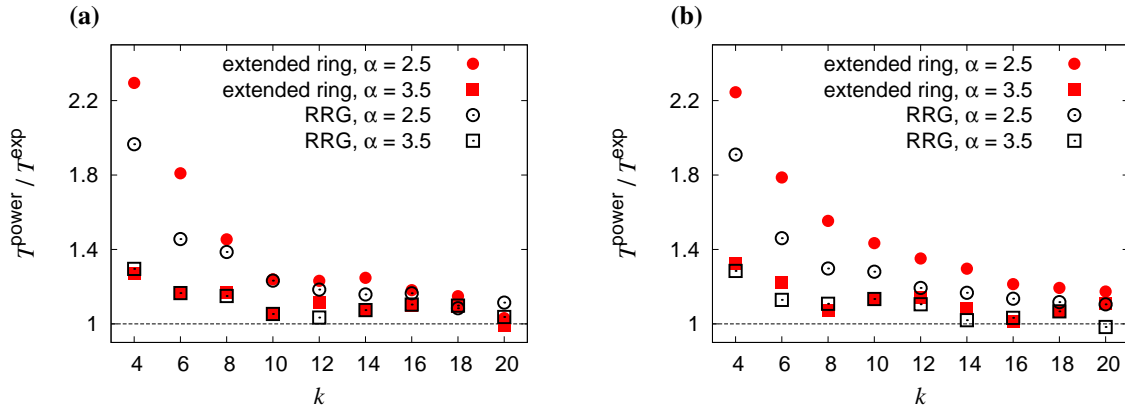 (a)
extended ring, α = 2.5
extended ring, α = 3.5
RRG, α = 2.5
RRG, α = 3.5
2.2
1.8
1.4
1
T^power / T^exp
4 6 8 10 12 14 16 18 20
k
(b)
extended ring, α = 2.5
extended ring, α = 3.5
RRG, α = 2.5
RRG, α = 3.5
2.2
1.8
1.4
1
T^power / T^exp
4 6 8 10 12 14 16 18 20
k